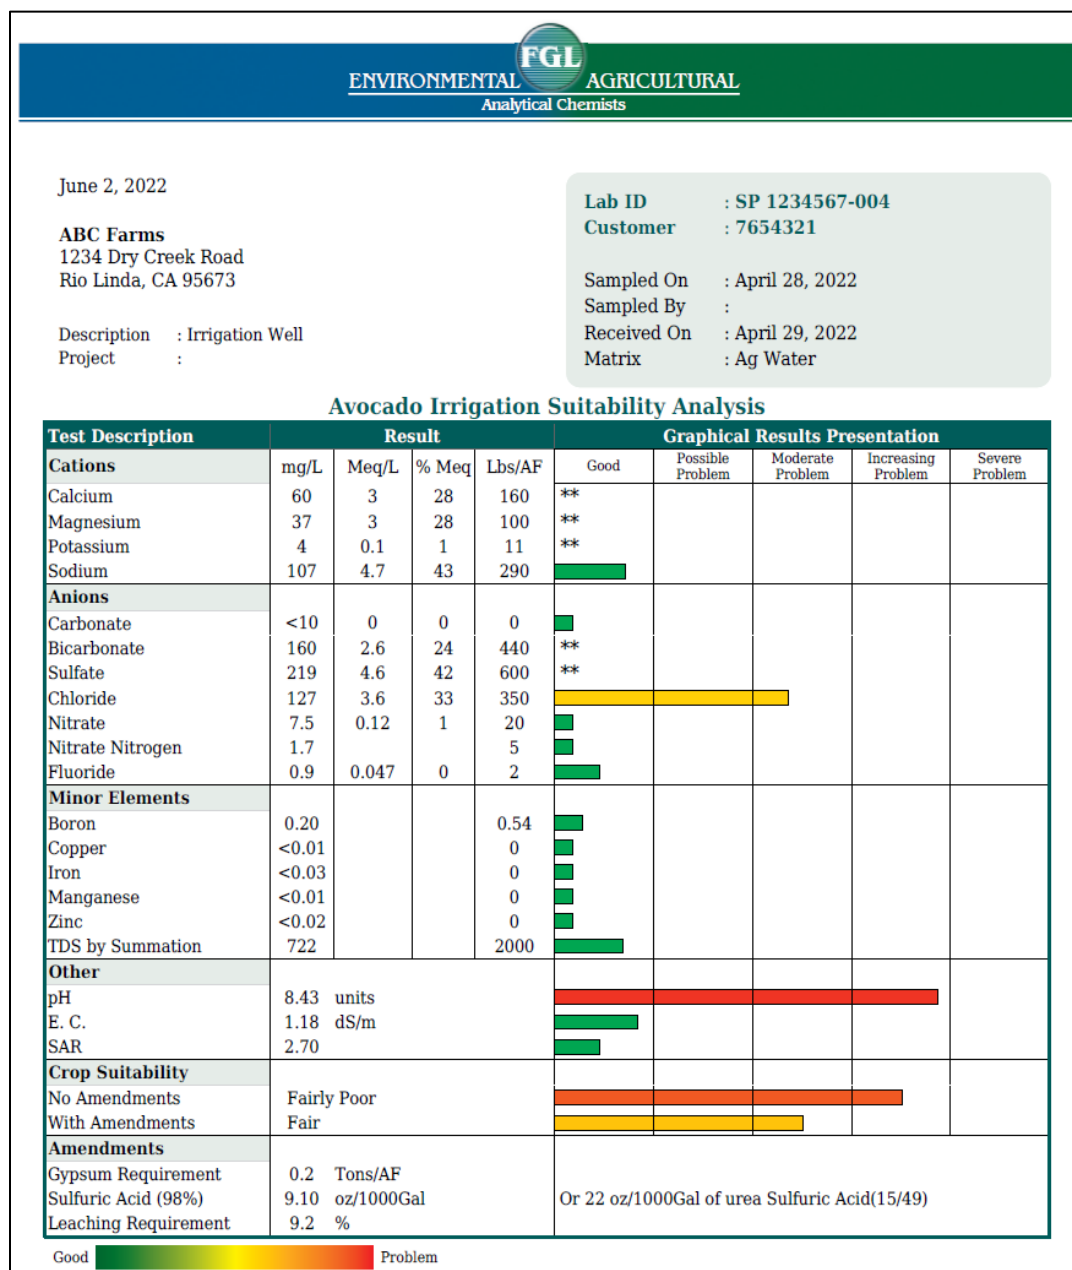 FGL
ENVIRONMENTAL AGRICULTURAL
Analytical Chemists
June 2, 2022
ABC Farms
1234 Dry Creek Road
Rio Linda, CA 95673
Description : Irrigation Well
Project :
Lab ID : SP 1234567-004
Customer : 7654321
Sampled On : April 28, 2022
Sampled By :
Received On : April 29, 2022
Matrix : Ag Water
Avocado Irrigation Suitability Analysis
Test Description Result Graphical Results Presentation
Cations mg/L Meq/L % Meq Lbs/AF Good Possible Problem Moderate Problem Increasing Problem Severe Problem
Calcium 60 3 28 160 **
Magnesium 37 3 28 100 **
Potassium 4 0.1 1 11 **
Sodium 107 4.7 43 290
Anions
Carbonate <10 0 0 0
Bicarbonate 160 2.6 24 440 **
Sulfate 219 4.6 42 600 **
Chloride 127 3.6 33 350
Nitrate 7.5 0.12 1 20
Nitrate Nitrogen 1.7 5
Fluoride 0.9 0.047 0 2
Minor Elements
Boron 0.20 0.54
Copper <0.01 0
Iron <0.03 0
Manganese <0.01 0
Zinc <0.02 0
TDS by Summation 722 2000
Other
pH 8.43 units
E. C. 1.18 dS/m
SAR 2.70
Crop Suitability
No Amendments Fairly Poor
With Amendments Fair
Amendments
Gypsum Requirement 0.2 Tons/AF
Sulfuric Acid (98%) 9.10 oz/1000Gal Or 22 oz/1000Gal of urea Sulfuric Acid(15/49)
Leaching Requirement 9.2 %
Good Problem